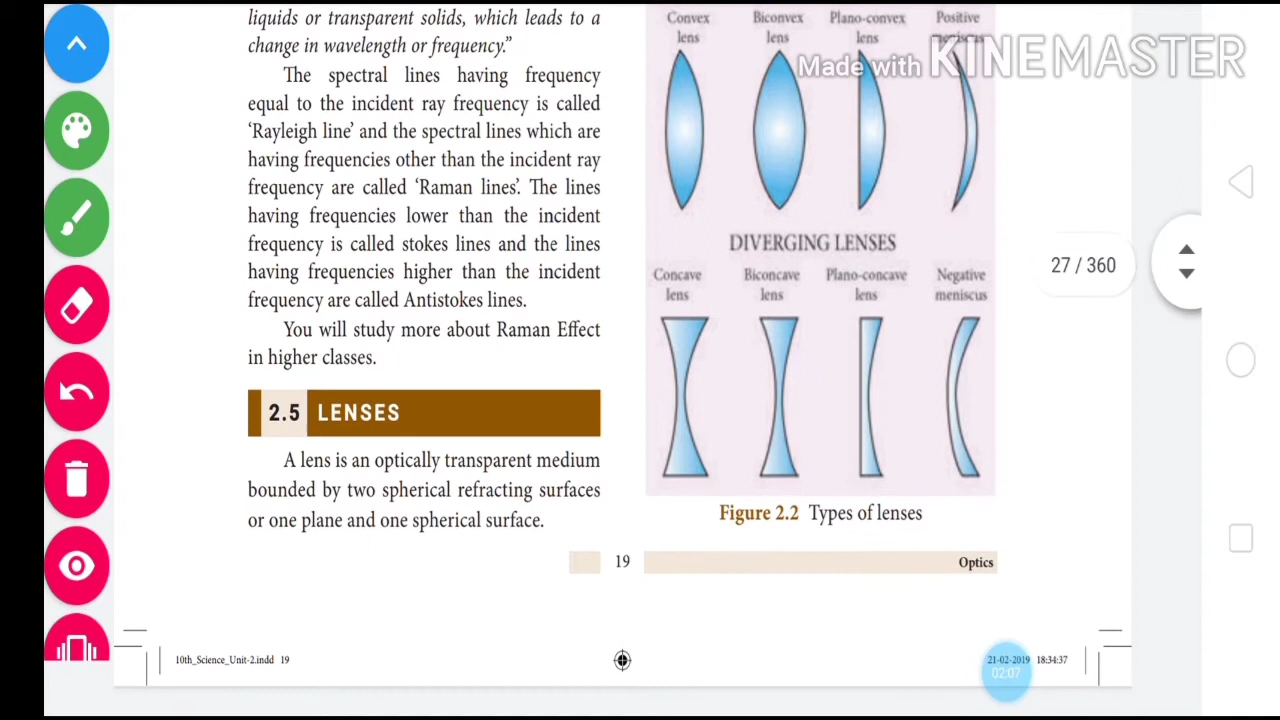 liquids or transparent solids, which leads to a
change in wavelength or frequency."
The spectral lines having frequency
equal to the incident ray frequency is called
‘Rayleigh line’ and the spectral lines which are
having frequencies other than the incident ray
frequency are called ‘Raman lines’. The lines
having frequencies lower than the incident
frequency is called stokes lines and the lines
having frequencies higher than the incident
frequency are called Antistokes lines.
You will study more about Raman Effect
in higher classes.
2.5 LENSES
A lens is an optically transparent medium
bounded by two spherical refracting surfaces
or one plane and one spherical surface.
Convex lens
Biconvex lens
Plano-convex lens
Positive meniscus
Made with KINEMASTER
DIVERGING LENSES
Concave lens
Biconcave lens
Plano-concave lens
Negative meniscus
Figure 2.2 Types of lenses
19
Optics
27 / 360
10th_Science_Unit-2.indd 19
21-02-2019 18:34:37
02:07